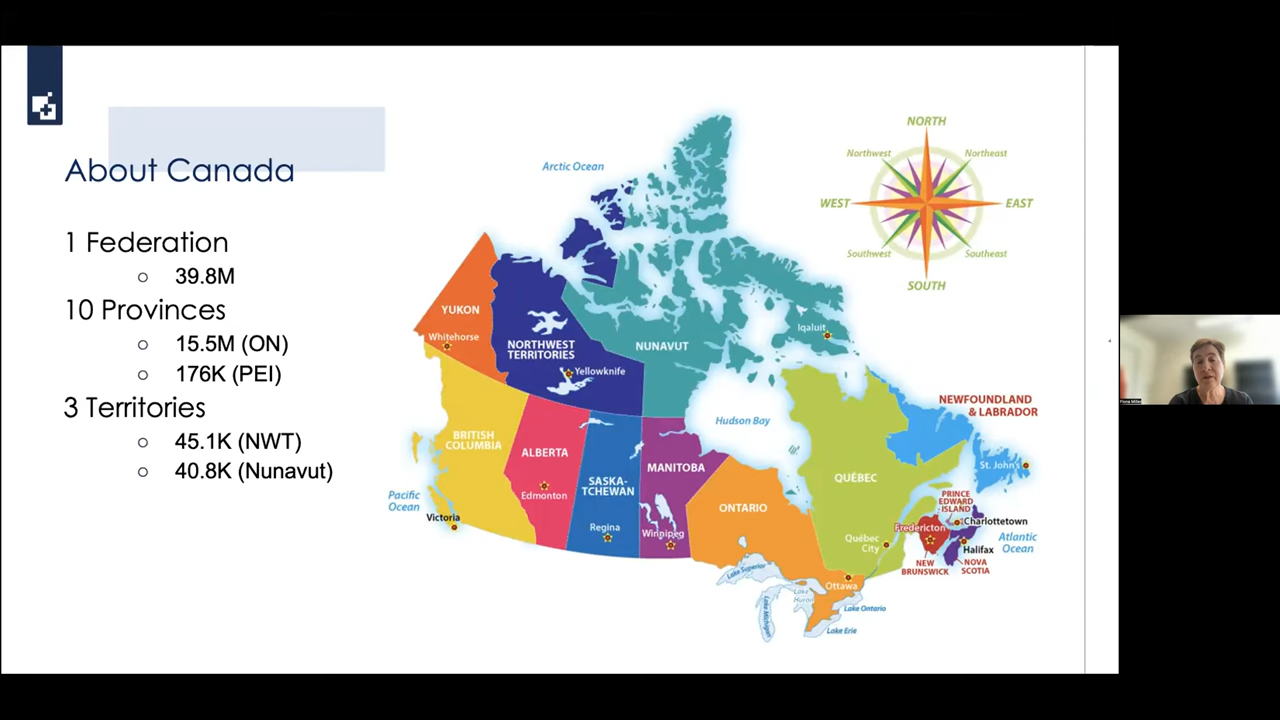 About Canada
1 Federation
39.8M
10 Provinces
15.5M (ON)
176K (PEI)
3 Territories
45.1K (NWT)
40.8K (Nunavut)
Arctic Ocean
NORTH
Northwest
Northeast
WEST
EAST
Southwest
Southeast
SOUTH
YUKON
Whitehorse
NORTHWEST
TERRITORIES
Yellowknife
NUNAVUT
Iqaluit
Hudson Bay
NEWFOUNDLAND
& LABRADOR
St. John's
BRITISH
COLUMBIA
ALBERTA
Edmonton
SASKA-
TCHEWAN
Regina
MANITOBA
Winnipeg
ONTARIO
QUÉBEC
Québec
City
Pacific
Ocean
Victoria
PRINCE
EDWARD
ISLAND
Charlottetown
Fredericton
Halifax
Atlantic
Ocean
NEW
BRUNSWICK
NOVA
SCOTIA
Ottawa
Lake Superior
Lake
Huron
Lake Michigan
Lake Ontario
Lake Erie
Fiona Miller